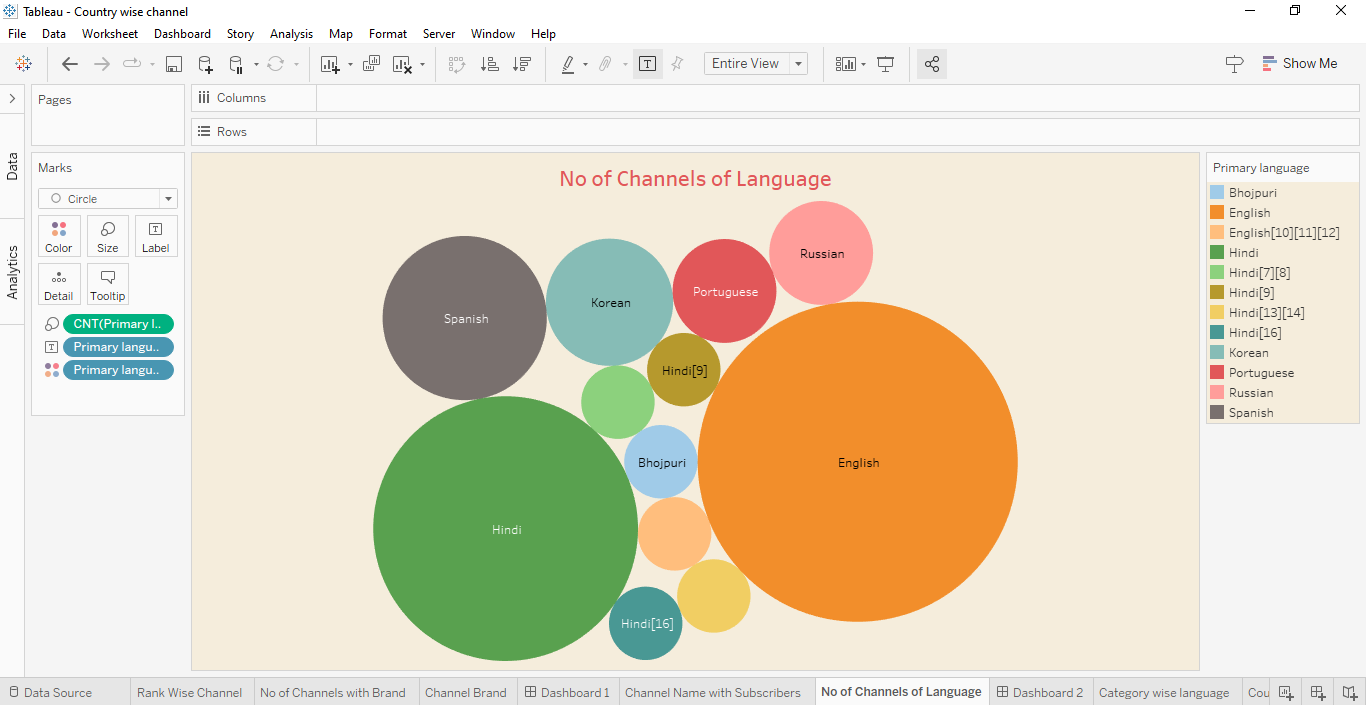 Tableau - Country wise channel
File Data Worksheet Dashboard Story Analysis Map Format Server Window Help
Entire View
Show Me
Pages
Columns
Rows
Data
Analytics
Marks
Circle
Color Size Label
Detail Tooltip
CNT(Primary l..
Primary langu..
Primary langu..
No of Channels of Language
Russian
Portuguese
Korean
Spanish
Hindi[9]
Bhojpuri
English
Hindi
Hindi[16]
Primary language
Bhojpuri
English
English[10][11][12]
Hindi
Hindi[7][8]
Hindi[9]
Hindi[13][14]
Hindi[16]
Korean
Portuguese
Russian
Spanish
Data Source Rank Wise Channel No of Channels with Brand Channel Brand Dashboard 1 Channel Name with Subscribers No of Channels of Language Dashboard 2 Category wise language Cou